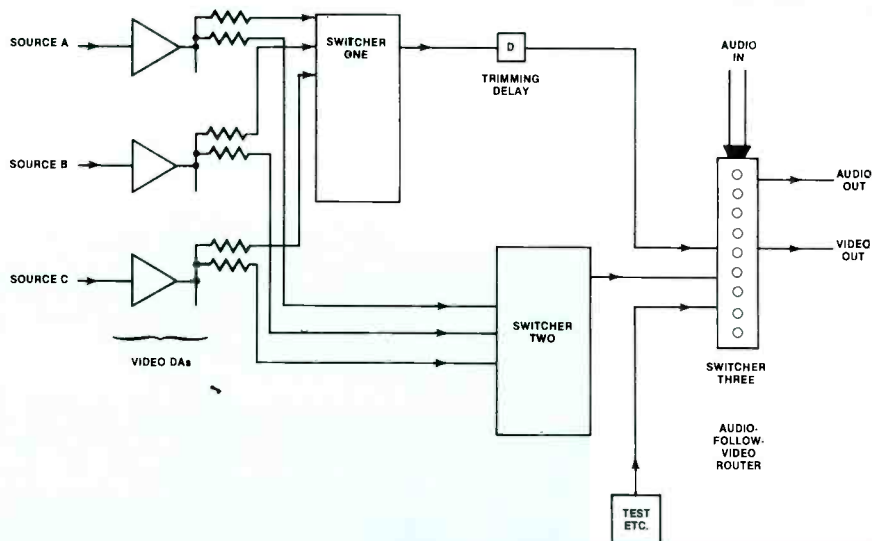 SOURCE A
SWITCHER
ONE
D
TRIMMING
DELAY
AUDIO
IN
SOURCE B
AUDIO
OUT
VIDEO
OUT
SOURCE C
VIDEO DAs
SWITCHER
TWO
SWITCHER
THREE
AUDIO-
FOLLOW-
VIDEO
ROUTER
TEST
ETC.